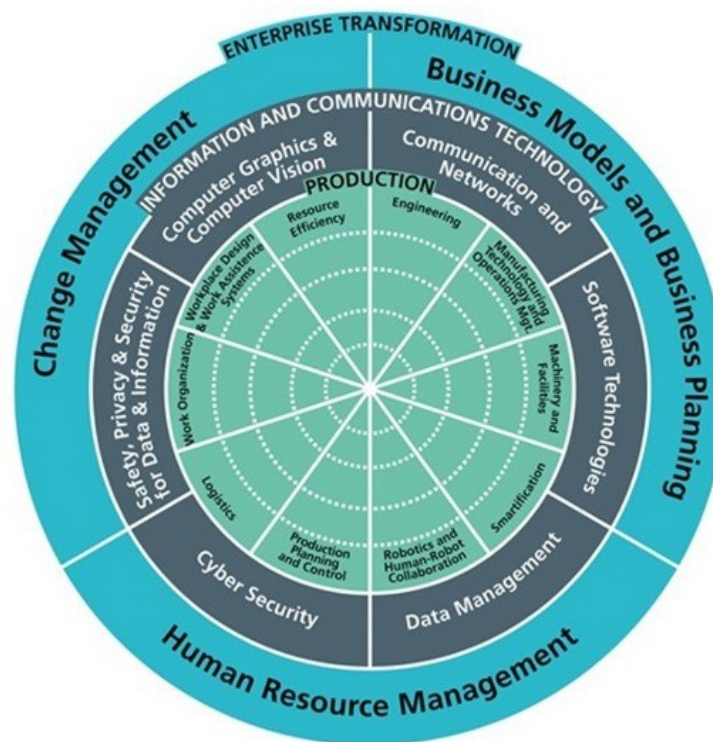 ENTERPRISE TRANSFORMATION
Business Models and Business Planning
Human Resource Management
Change Management
INFORMATION AND COMMUNICATIONS TECHNOLOGY
Communication and
Networks
Software Technologies
Data Management
Cyber Security
Safety, Privacy & Security
for Data & Information
Computer Graphics &
Computer Vision
PRODUCTION
Engineering
Manufacturing
Technology and
Operations Mgt.
Machinery and
Facilities
Smartification
Robotics and
Human-Robot
Collaboration
Production
Planning
and Control
Logistics
Work Organization
Workplace Design
& Work Assistence
Systems
Resource
Efficiency